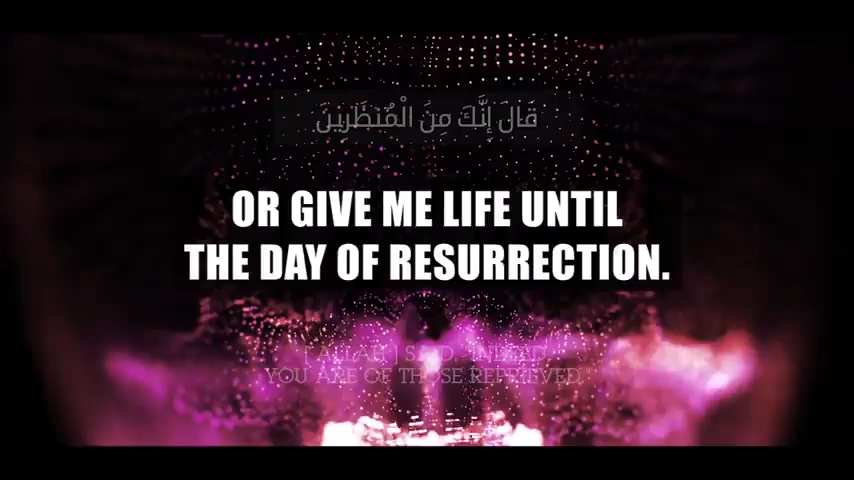 قَالَ إِنَّكَ مِنَ الْمُنظَرِينَ
OR GIVE ME LIFE UNTIL
THE DAY OF RESURRECTION.
[ ALLAH ] SAID, "INDEED,
YOU ARE OF THOSE REPRIEVED."